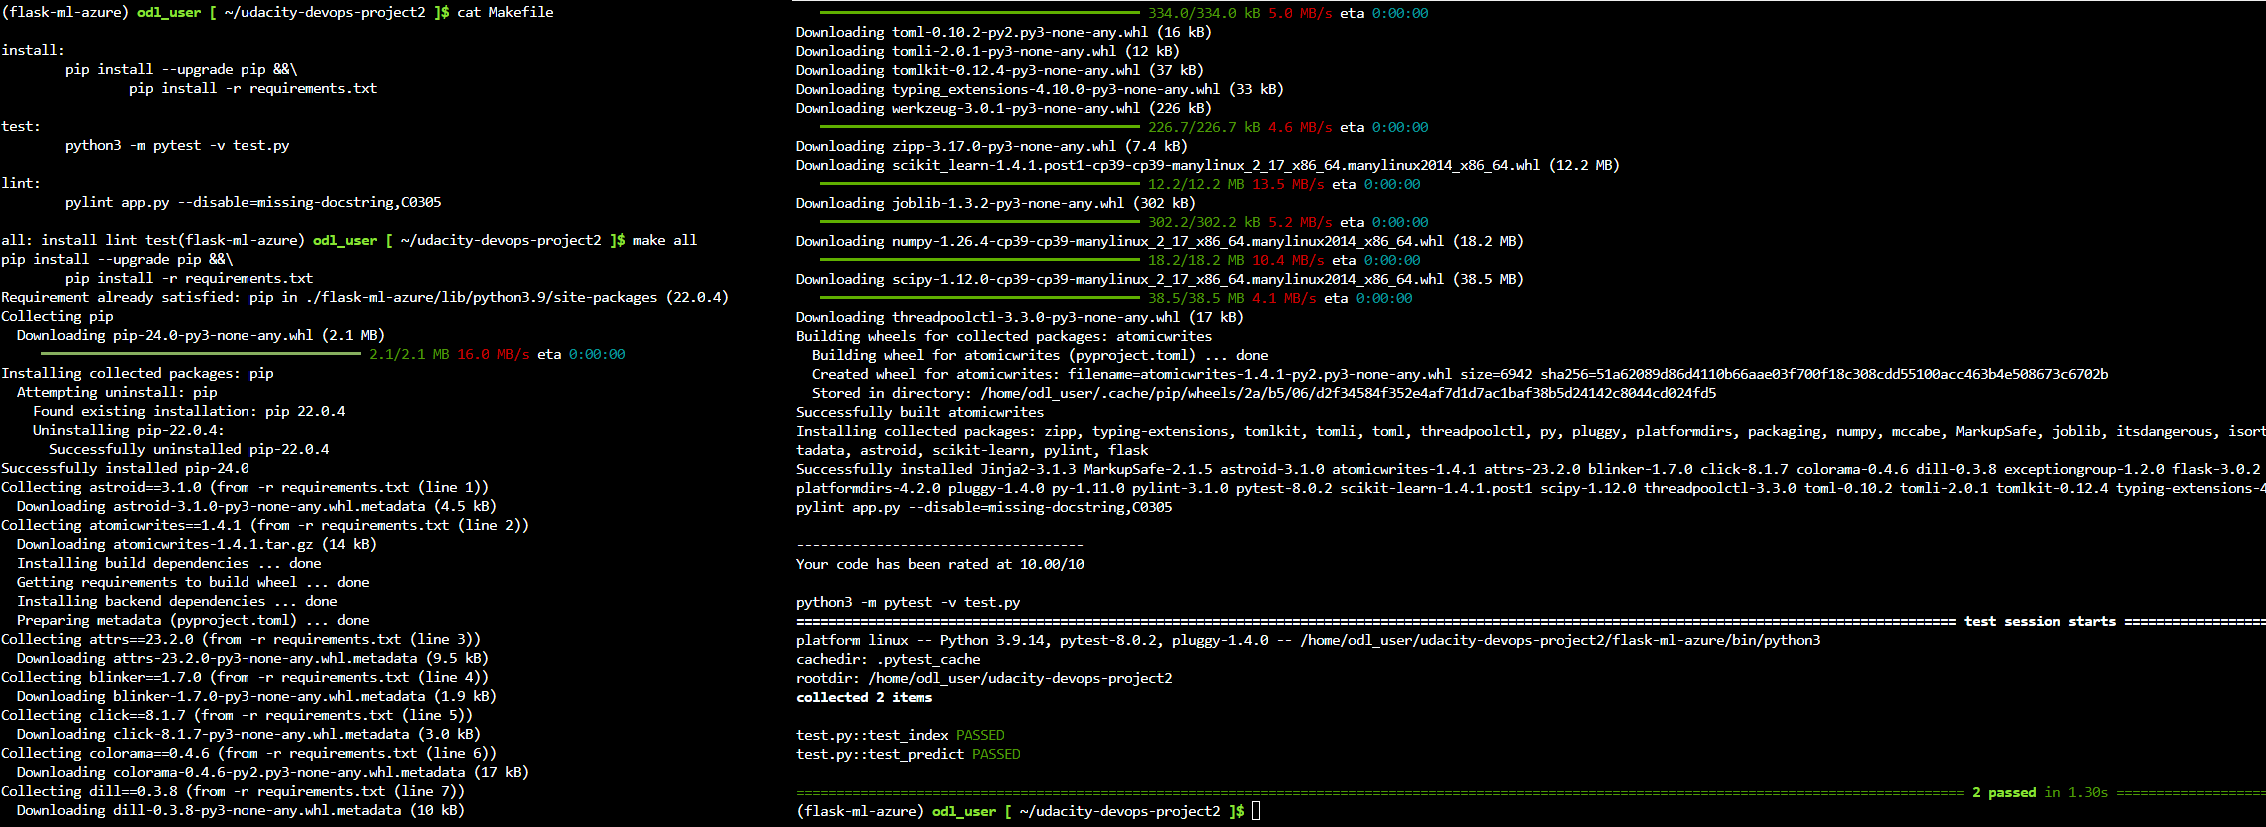 (flask-ml-azure) odl_user [ ~/udacity-devops-project2 ]$ cat Makefile
install:
pip install --upgrade pip &&\
pip install -r requirements.txt
test:
python3 -m pytest -v test.py
lint:
pylint app.py --disable=missing-docstring,C0305
all: install lint test(flask-ml-azure) odl_user [ ~/udacity-devops-project2 ]$ make all
pip install --upgrade pip &&\
pip install -r requirements.txt
Requirement already satisfied: pip in ./flask-ml-azure/lib/python3.9/site-packages (22.0.4)
Collecting pip
Downloading pip-24.0-py3-none-any.whl (2.1 MB)
2.1/2.1 MB 16.0 MB/s eta 0:00:00
Installing collected packages: pip
Attempting uninstall: pip
Found existing installation: pip 22.0.4
Uninstalling pip-22.0.4:
Successfully uninstalled pip-22.0.4
Successfully installed pip-24.0
Collecting astroid==3.1.0 (from -r requirements.txt (line 1))
Downloading astroid-3.1.0-py3-none-any.whl.metadata (4.5 kB)
Collecting atomicwrites==1.4.1 (from -r requirements.txt (line 2))
Downloading atomicwrites-1.4.1.tar.gz (14 kB)
Installing build dependencies ... done
Getting requirements to build wheel ... done
Installing backend dependencies ... done
Preparing metadata (pyproject.toml) ... done
Collecting attrs==23.2.0 (from -r requirements.txt (line 3))
Downloading attrs-23.2.0-py3-none-any.whl.metadata (9.5 kB)
Collecting blinker==1.7.0 (from -r requirements.txt (line 4))
Downloading blinker-1.7.0-py3-none-any.whl.metadata (1.9 kB)
Collecting click==8.1.7 (from -r requirements.txt (line 5))
Downloading click-8.1.7-py3-none-any.whl.metadata (3.0 kB)
Collecting colorama==0.4.6 (from -r requirements.txt (line 6))
Downloading colorama-0.4.6-py2.py3-none-any.whl.metadata (17 kB)
Collecting dill==0.3.8 (from -r requirements.txt (line 7))
Downloading dill-0.3.8-py3-none-any.whl.metadata (10 kB)
334.0/334.0 kB 5.0 MB/s eta 0:00:00
Downloading toml-0.10.2-py2.py3-none-any.whl (16 kB)
Downloading tomli-2.0.1-py3-none-any.whl (12 kB)
Downloading tomlkit-0.12.4-py3-none-any.whl (37 kB)
Downloading typing_extensions-4.10.0-py3-none-any.whl (33 kB)
Downloading werkzeug-3.0.1-py3-none-any.whl (226 kB)
226.7/226.7 kB 4.6 MB/s eta 0:00:00
Downloading zipp-3.17.0-py3-none-any.whl (7.4 kB)
Downloading scikit_learn-1.4.1.post1-cp39-cp39-manylinux_2_17_x86_64.manylinux2014_x86_64.whl (12.2 MB)
12.2/12.2 MB 13.5 MB/s eta 0:00:00
Downloading joblib-1.3.2-py3-none-any.whl (302 kB)
302.2/302.2 kB 5.2 MB/s eta 0:00:00
Downloading numpy-1.26.4-cp39-cp39-manylinux_2_17_x86_64.manylinux2014_x86_64.whl (18.2 MB)
18.2/18.2 MB 10.4 MB/s eta 0:00:00
Downloading scipy-1.12.0-cp39-cp39-manylinux_2_17_x86_64.manylinux2014_x86_64.whl (38.5 MB)
38.5/38.5 MB 4.1 MB/s eta 0:00:00
Downloading threadpoolctl-3.3.0-py3-none-any.whl (17 kB)
Building wheels for collected packages: atomicwrites
Building wheel for atomicwrites (pyproject.toml) ... done
Created wheel for atomicwrites: filename=atomicwrites-1.4.1-py2.py3-none-any.whl size=6942 sha256=51a62089d86d4110b66aae03f700f18c308cdd55100acc463b4e508673c6702b
Stored in directory: /home/odl_user/.cache/pip/wheels/2a/b5/06/d2f34584f352e4af7d1d7ac1baf38b5d24142c8044cd024fd5
Successfully built atomicwrites
Installing collected packages: zipp, typing-extensions, tomlkit, tomli, toml, threadpoolctl, py, pluggy, platformdirs, packaging, numpy, mccabe, MarkupSafe, joblib, itsdangerous, isort
tadata, astroid, scikit-learn, pylint, flask
Successfully installed Jinja2-3.1.3 MarkupSafe-2.1.5 astroid-3.1.0 atomicwrites-1.4.1 attrs-23.2.0 blinker-1.7.0 click-8.1.7 colorama-0.4.6 dill-0.3.8 exceptiongroup-1.2.0 flask-3.0.2
platformdirs-4.2.0 pluggy-1.4.0 py-1.11.0 pylint-3.1.0 pytest-8.0.2 scikit-learn-1.4.1.post1 scipy-1.12.0 threadpoolctl-3.3.0 toml-0.10.2 tomli-2.0.1 tomlkit-0.12.4 typing-extensions-4
pylint app.py --disable=missing-docstring,C0305
------------------------------------
Your code has been rated at 10.00/10
python3 -m pytest -v test.py
test session starts
platform linux -- Python 3.9.14, pytest-8.0.2, pluggy-1.4.0 -- /home/odl_user/udacity-devops-project2/flask-ml-azure/bin/python3
cachedir: .pytest_cache
rootdir: /home/odl_user/udacity-devops-project2
collected 2 items
test.py::test_index PASSED
test.py::test_predict PASSED
2 passed in 1.30s
(flask-ml-azure) odl_user [ ~/udacity-devops-project2 ]$